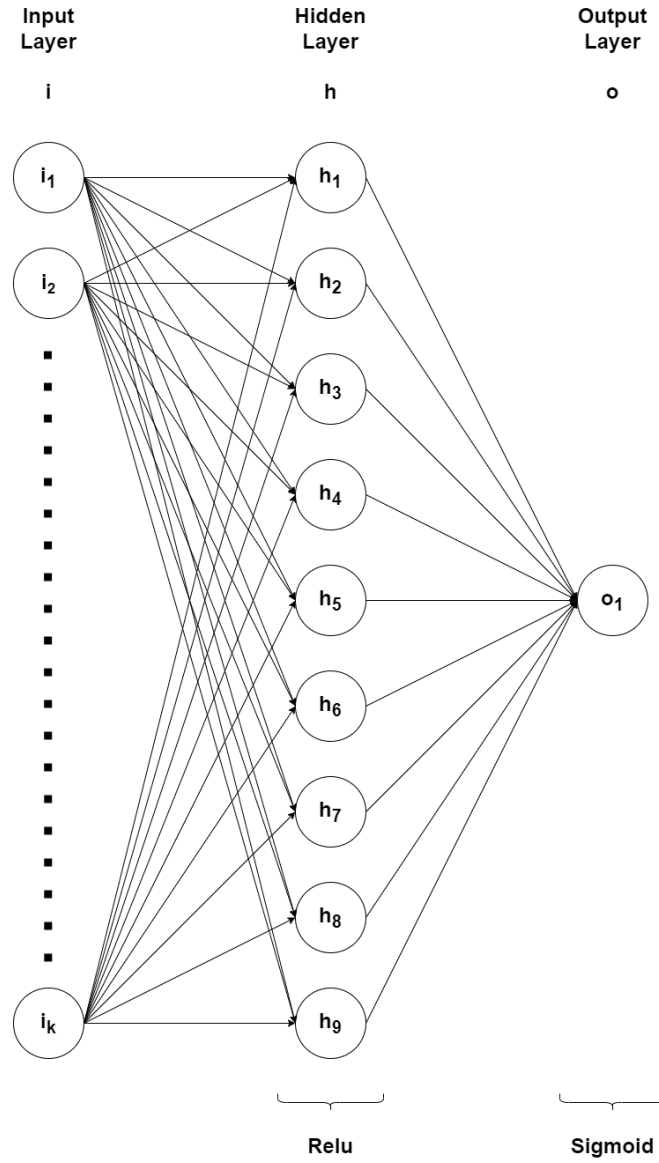 Input Layer
Hidden Layer
Output Layer
i
h
o
i1
h1
i2
h2
h3
h4
h5
o1
h6
h7
h8
ik
h9
Relu
Sigmoid